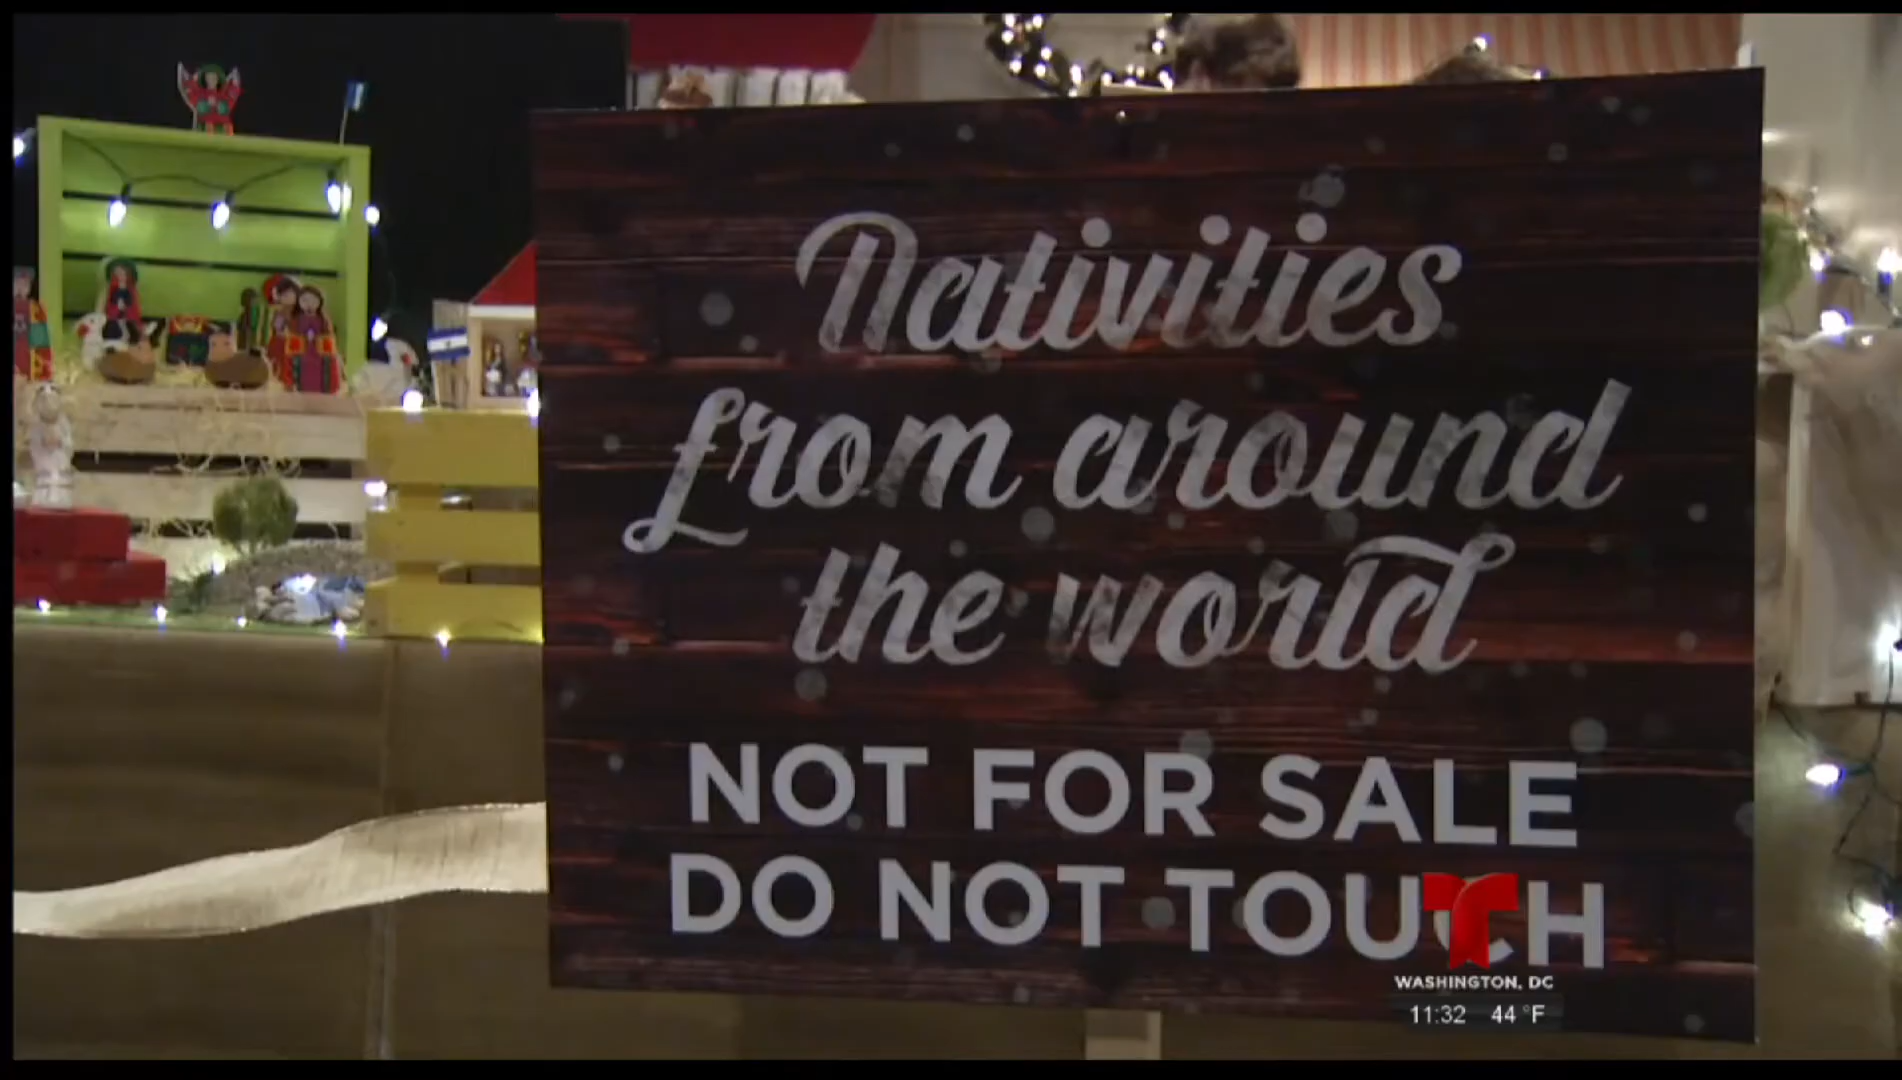 Nativities
from around
the world
NOT FOR SALE
DO NOT TOUCH
WASHINGTON, DC
11:32 44 °F